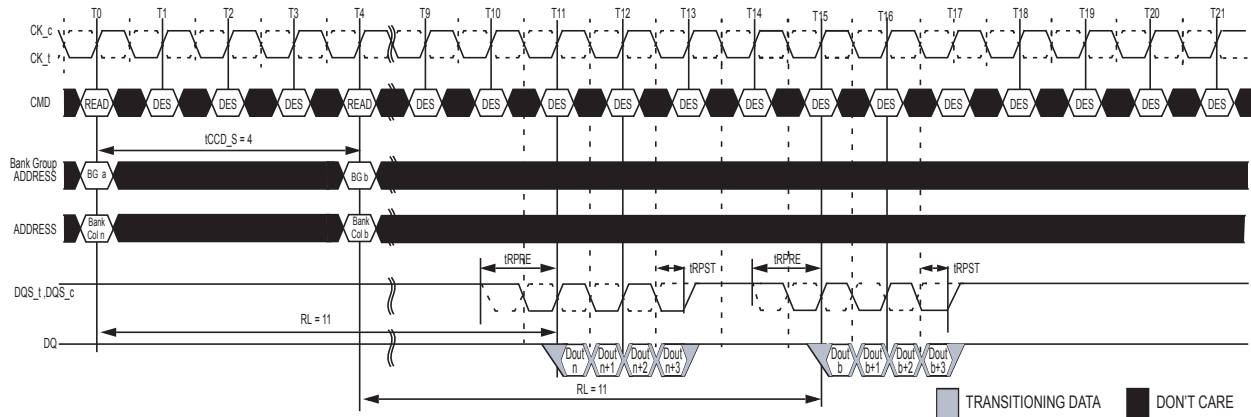 T0 T1 T2 T3 T4 T9 T10 T11 T12 T13 T14 T15 T16 T17 T18 T19 T20 T21
CK_c
CK_t
CMD READ DES DES DES READ DES DES DES DES DES DES DES DES DES DES DES DES DES
tCCD_S = 4
Bank Group
ADDRESS BG a BG b
ADDRESS Bank
Col n Bank
Col b
tRPRE tRPST tRPRE tRPST
DQS_t ,DQS_c
RL = 11
DQ Dout
n Dout
n+1 Dout
n+2 Dout
n+3 Dout
b Dout
b+1 Dout
b+2 Dout
b+3
RL = 11
TRANSITIONING DATA DON'T CARE